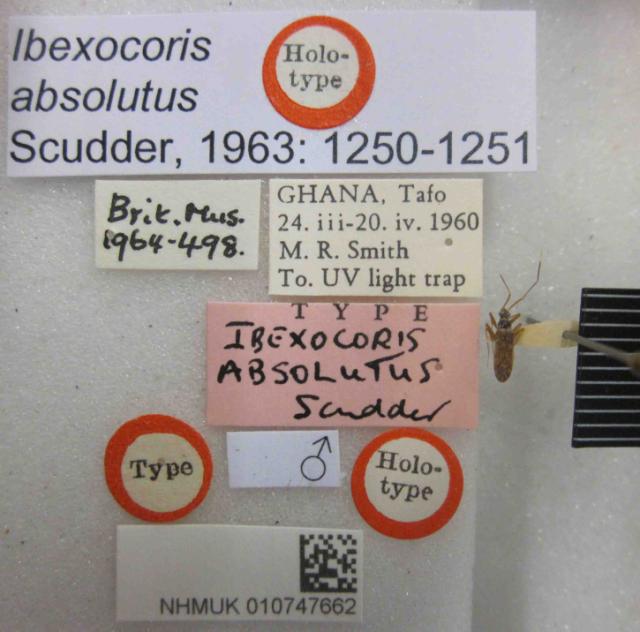 Ibexocoris
absolutus
Scudder, 1963: 1250-1251
Holo-
type
Brit. Mus.
1964-498.
GHANA, Tafo
24. iii-20. iv. 1960
M. R. Smith
To. UV light trap
TYPE
IBEXOCORIS
ABSOLUTUS
Scudder
Type
♂
Holo-
type
NHMUK 010747662